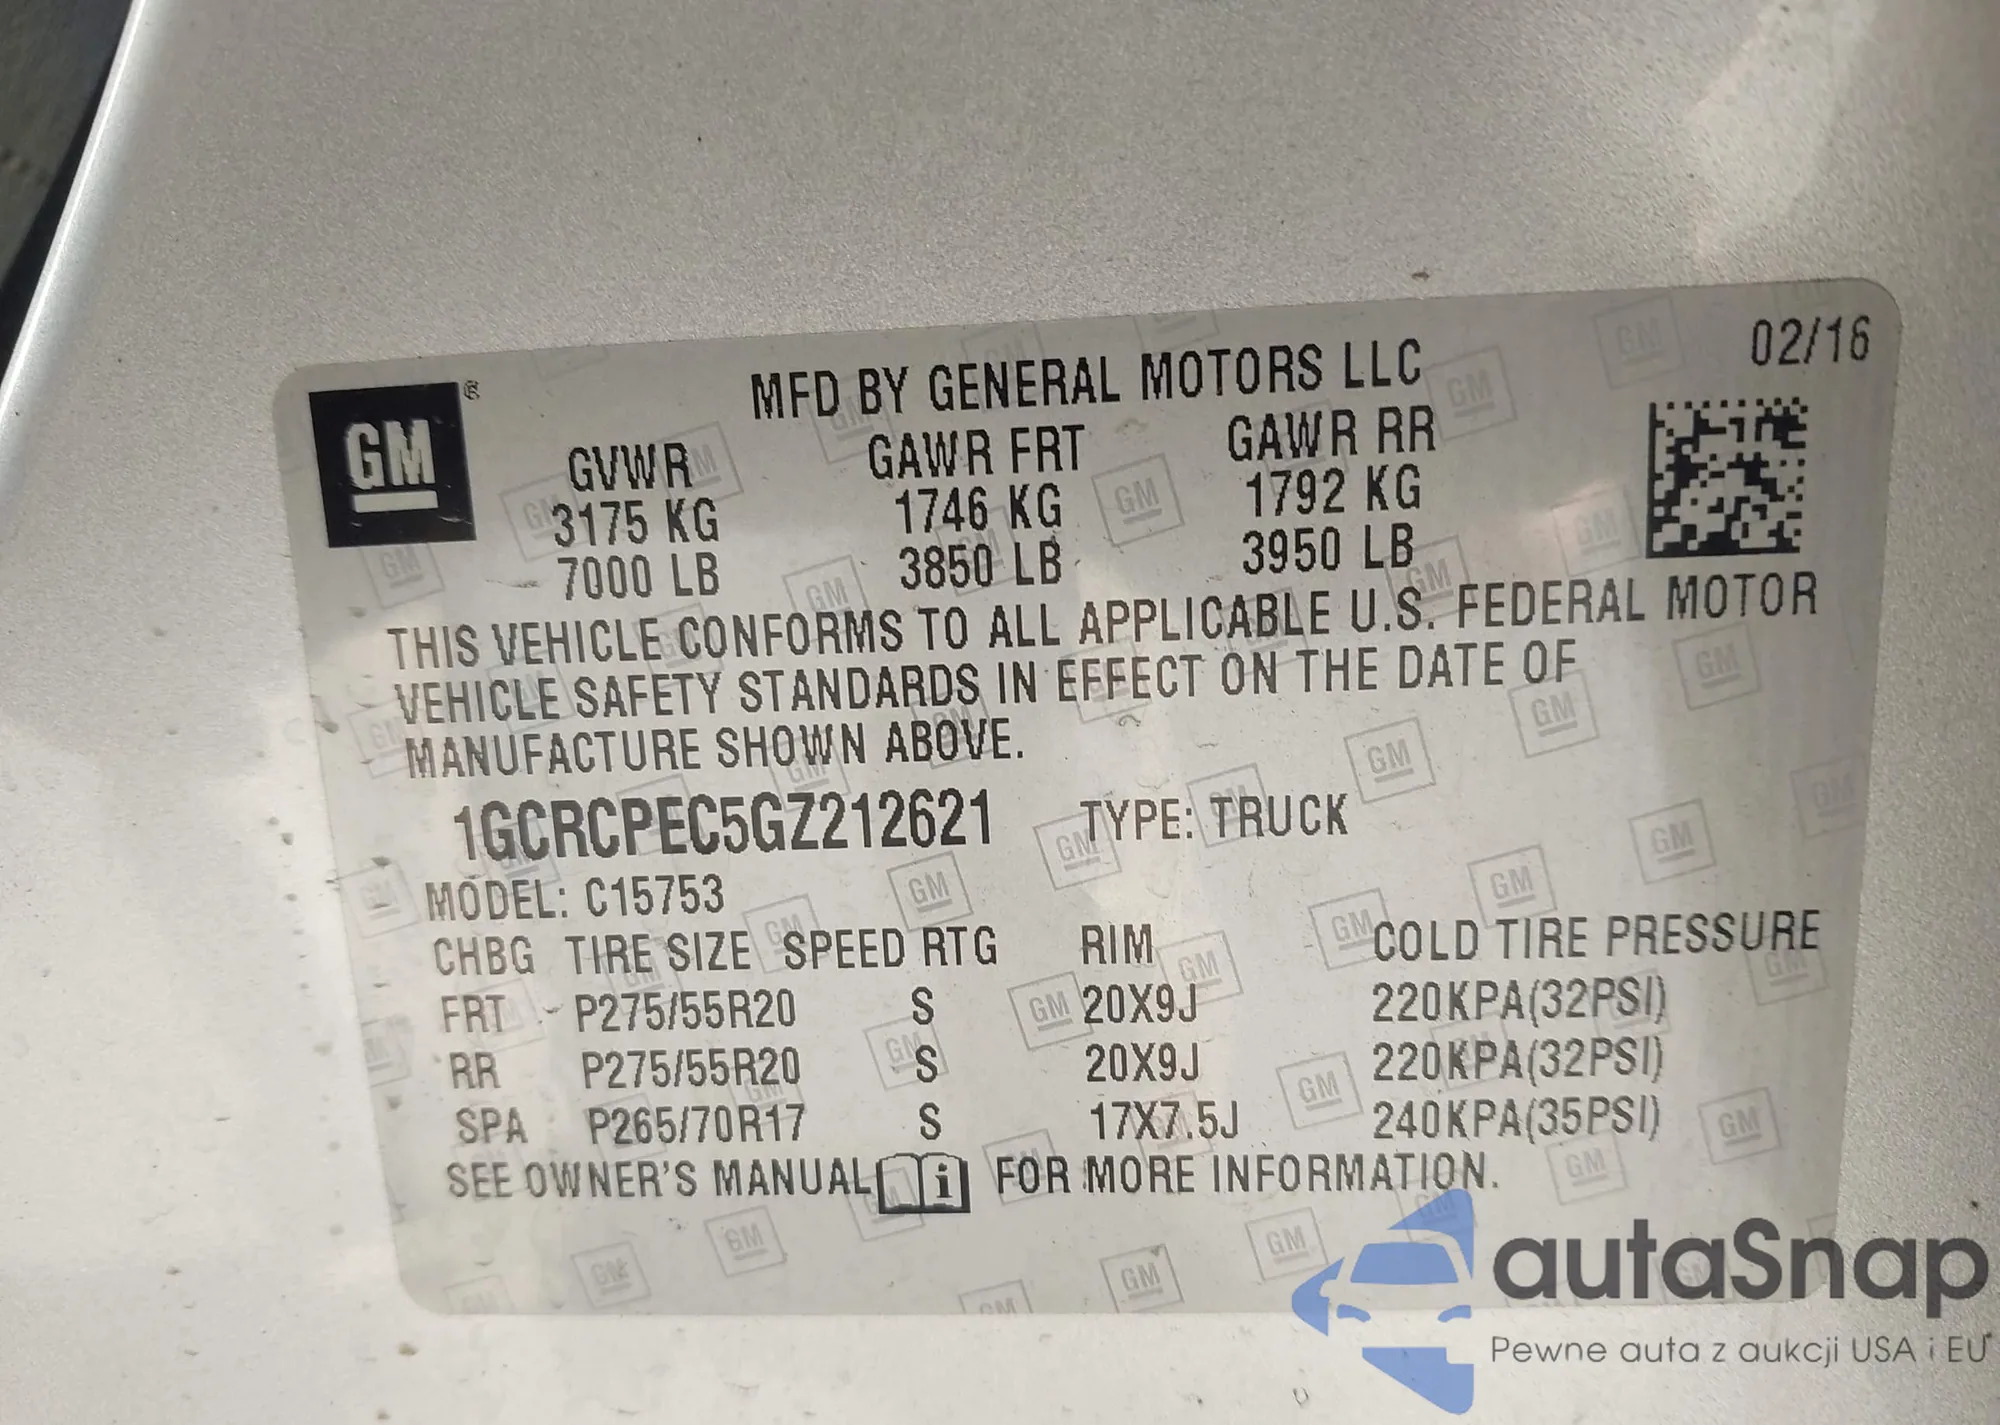 02/16
GM ®
MFD BY GENERAL MOTORS LLC
GVWR GAWR FRT GAWR RR
3175 KG 1746 KG 1792 KG
7000 LB 3850 LB 3950 LB
THIS VEHICLE CONFORMS TO ALL APPLICABLE U.S. FEDERAL MOTOR
VEHICLE SAFETY STANDARDS IN EFFECT ON THE DATE OF
MANUFACTURE SHOWN ABOVE.
1GCRCPEC5GZ212621 TYPE: TRUCK
MODEL: C15753
CHBG TIRE SIZE SPEED RTG RIM COLD TIRE PRESSURE
FRT P275/55R20 S 20X9J 220KPA(32PSI)
RR P275/55R20 S 20X9J 220KPA(32PSI)
SPA P265/70R17 S 17X7.5J 240KPA(35PSI)
SEE OWNER'S MANUAL i FOR MORE INFORMATION.
autaSnap
Pewne auta z aukcji USA i EU